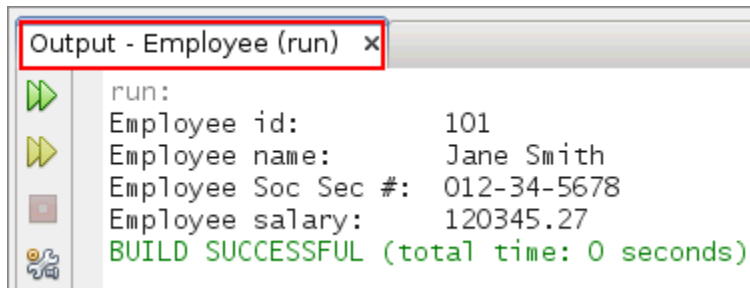 Output - Employee (run) ×
run:
Employee id: 101
Employee name: Jane Smith
Employee Soc Sec #: 012-34-5678
Employee salary: 120345.27
BUILD SUCCESSFUL (total time: 0 seconds)